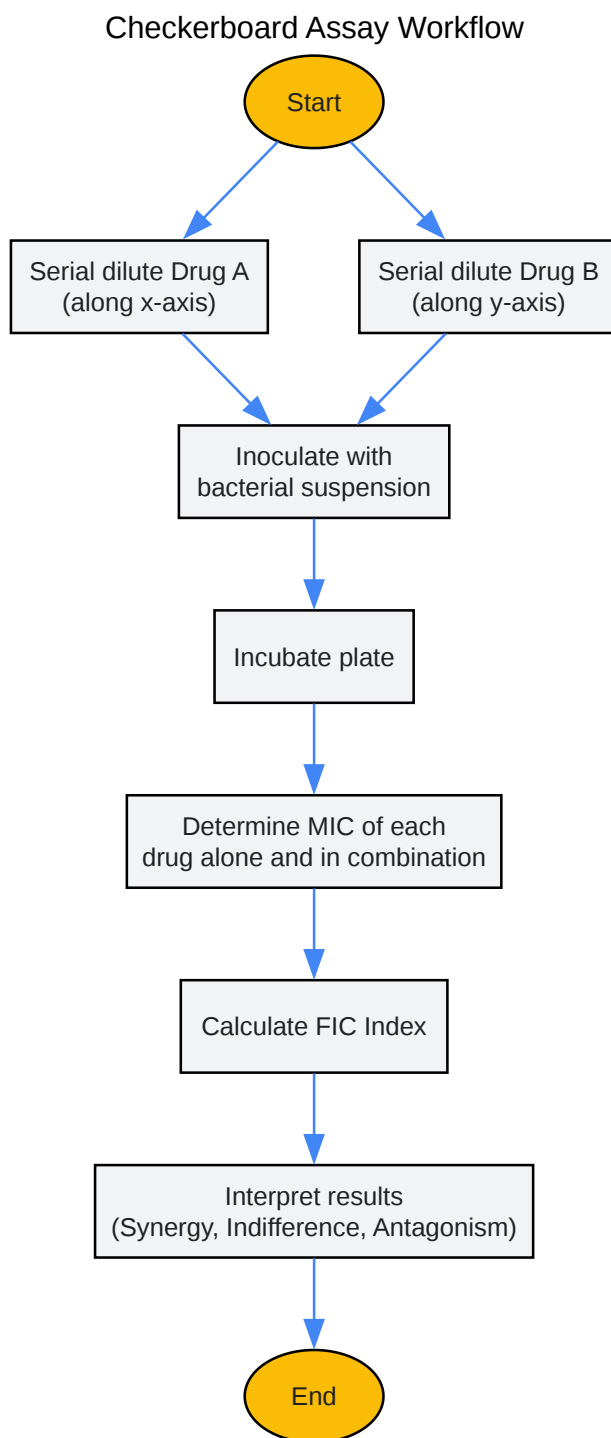 Checkerboard Assay Workflow
Start
Serial dilute Drug A
(along x-axis)
Serial dilute Drug B
(along y-axis)
Inoculate with
bacterial suspension
Incubate plate
Determine MIC of each
drug alone and in combination
Calculate FIC Index
Interpret results
(Synergy, Indifference, Antagonism)
End